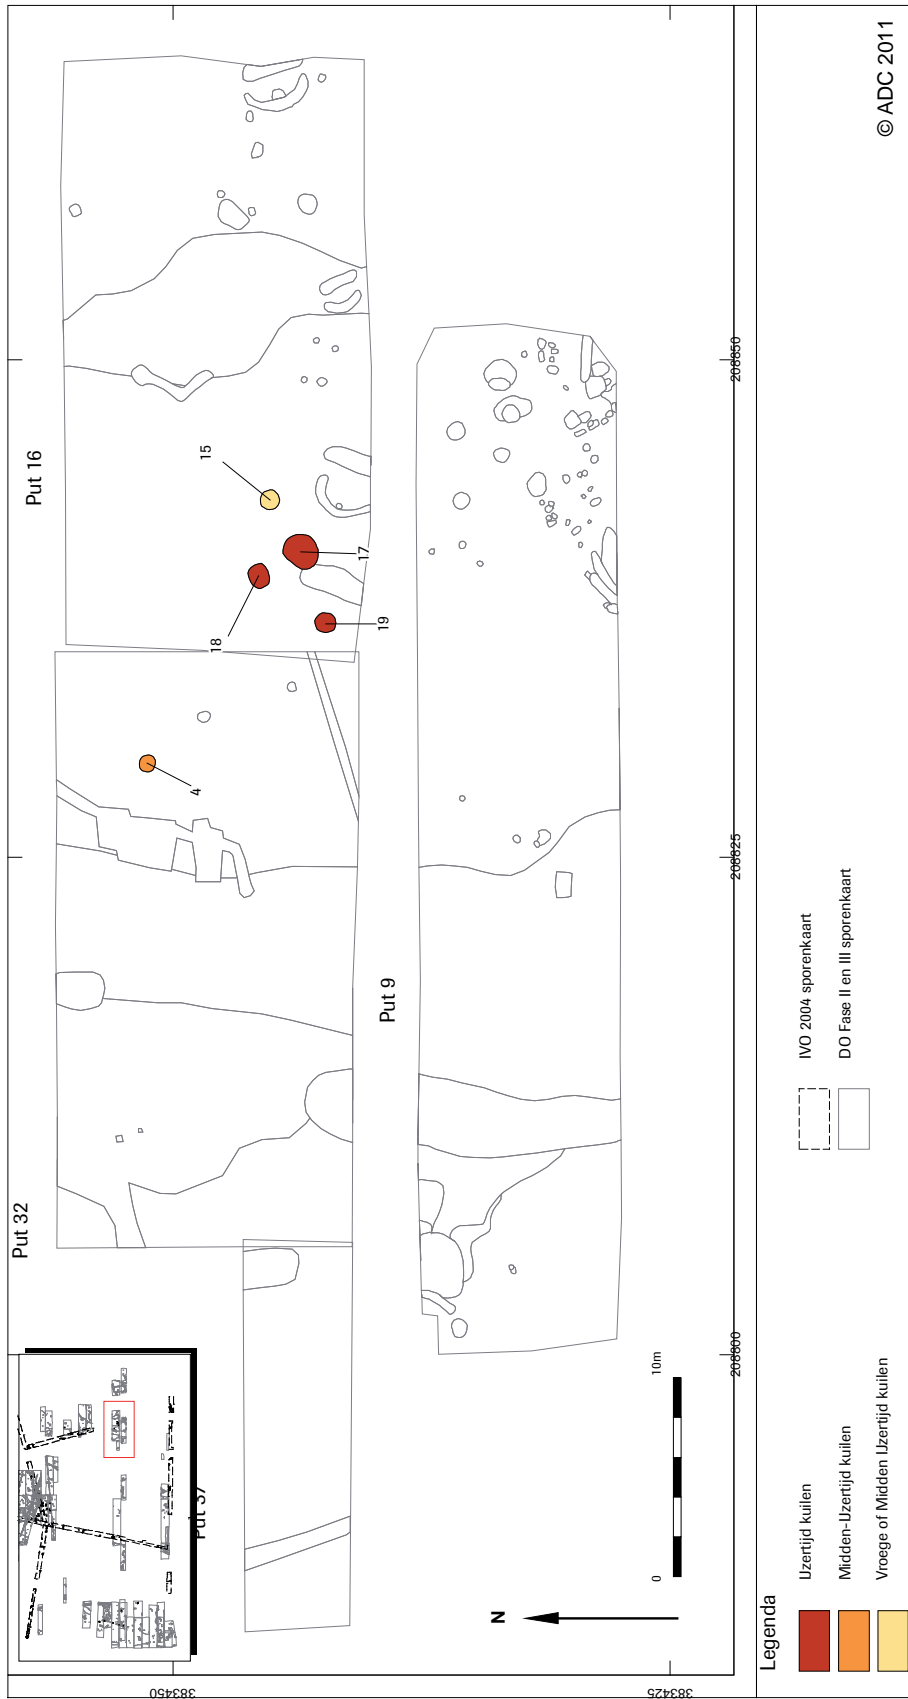 Put 32
Put 16
Put 9
Put 37
15
17
18
19
4
383450
383425
208800
208825
208850
N
0
10m
Legenda
IJzertijd kuilen
Midden-IJzertijd kuilen
Vroege of Midden IJzertijd kuilen
IVO 2004 sporenkaart
DO Fase II en III sporenkaart
© ADC 2011